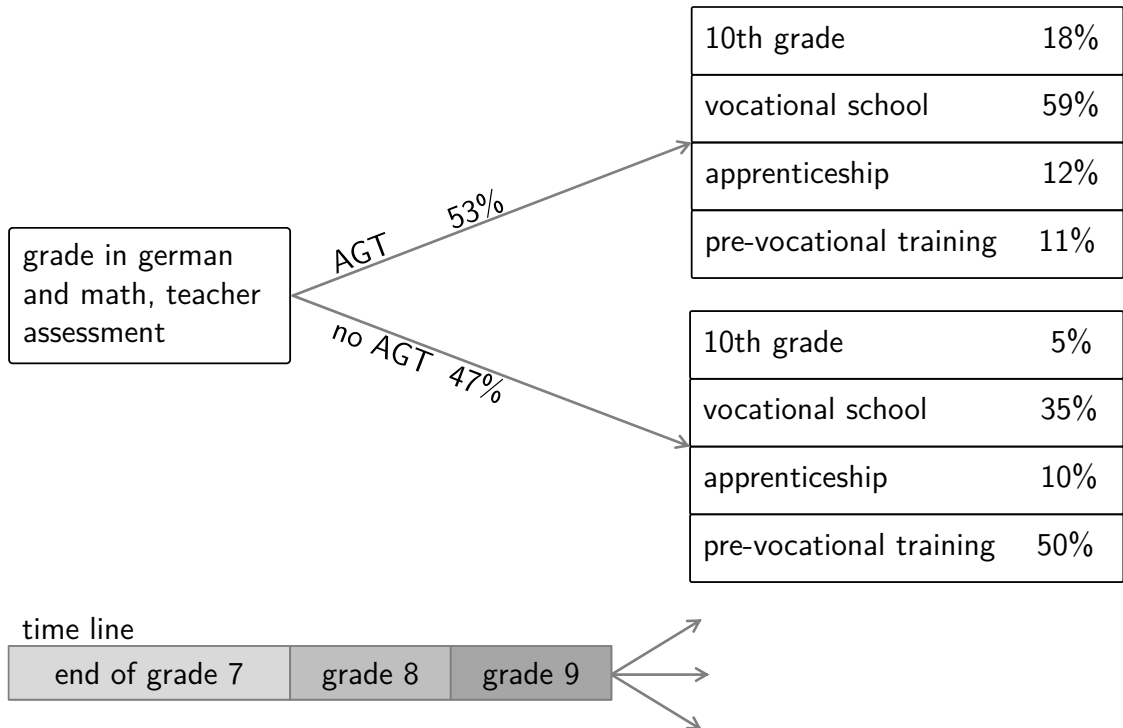 10th grade 18%
vocational school 59%
apprenticeship 12%
pre-vocational training 11%
AGT 53%
grade in german
and math, teacher
assessment
no AGT 47%
10th grade 5%
vocational school 35%
apprenticeship 10%
pre-vocational training 50%
time line
end of grade 7 grade 8 grade 9